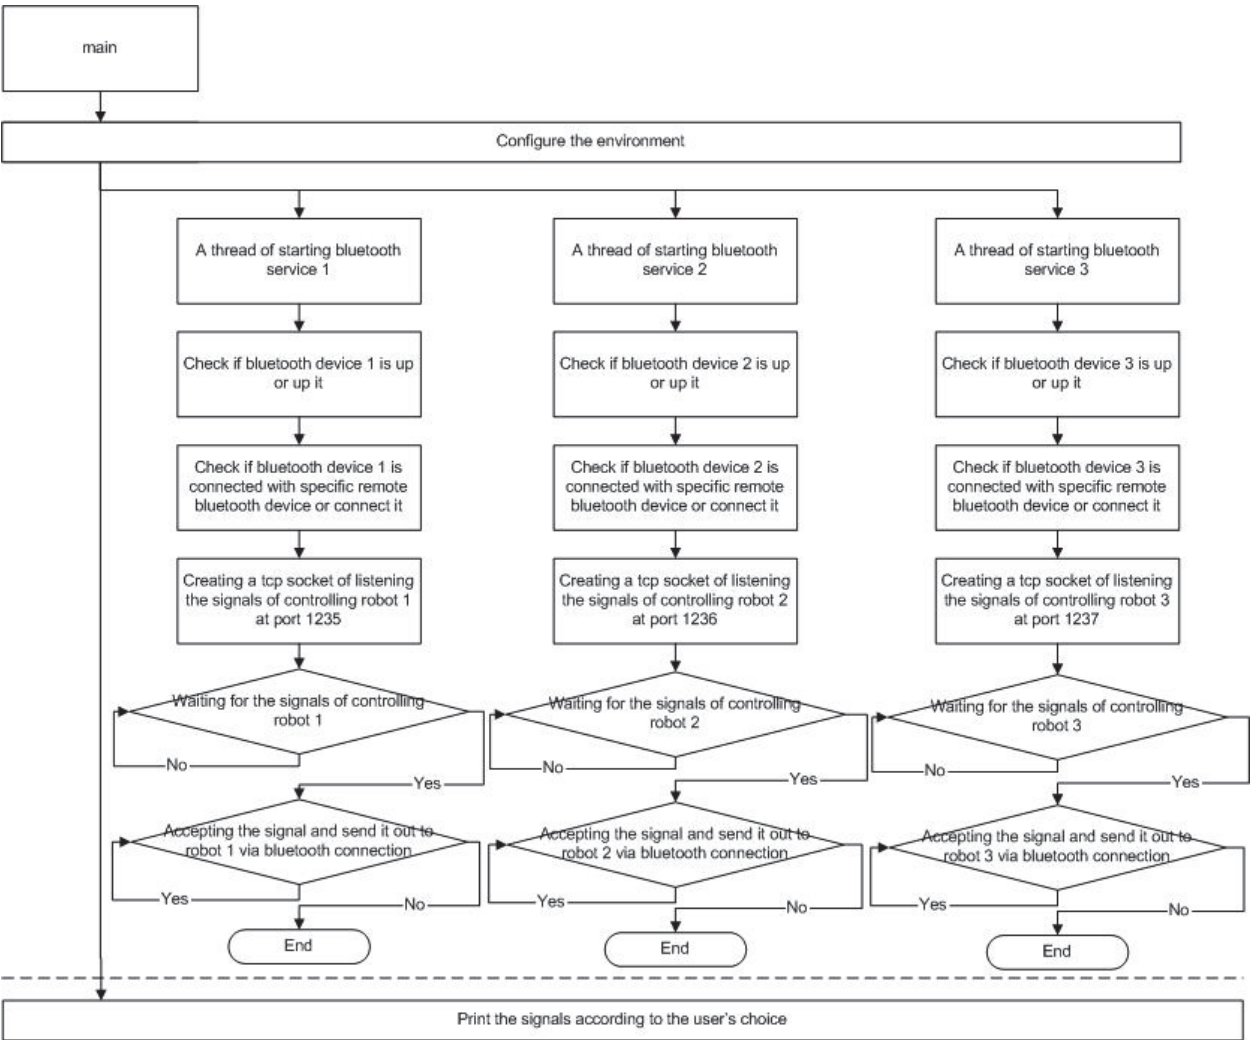 main
Configure the environment
A thread of starting bluetooth
service 1
A thread of starting bluetooth
service 2
A thread of starting bluetooth
service 3
Check if bluetooth device 1 is up
or up it
Check if bluetooth device 2 is up
or up it
Check if bluetooth device 3 is up
or up it
Check if bluetooth device 1 is
connected with specific remote
bluetooth device or connect it
Check if bluetooth device 2 is
connected with specific remote
bluetooth device or connect it
Check if bluetooth device 3 is
connected with specific remote
bluetooth device or connect it
Creating a tcp socket of listening
the signals of controlling robot 1
at port 1235
Creating a tcp socket of listening
the signals of controlling robot 2
at port 1236
Creating a tcp socket of listening
the signals of controlling robot 3
at port 1237
Waiting for the signals of controlling
robot 1
Waiting for the signals of controlling
robot 2
Waiting for the signals of controlling
robot 3
No
No
No
Yes
Yes
Yes
Accepting the signal and send it out to
robot 1 via bluetooth connection
Accepting the signal and send it out to
robot 2 via bluetooth connection
Accepting the signal and send it out to
robot 3 via bluetooth connection
Yes
No
Yes
No
Yes
No
End
End
End
Print the signals according to the user's choice